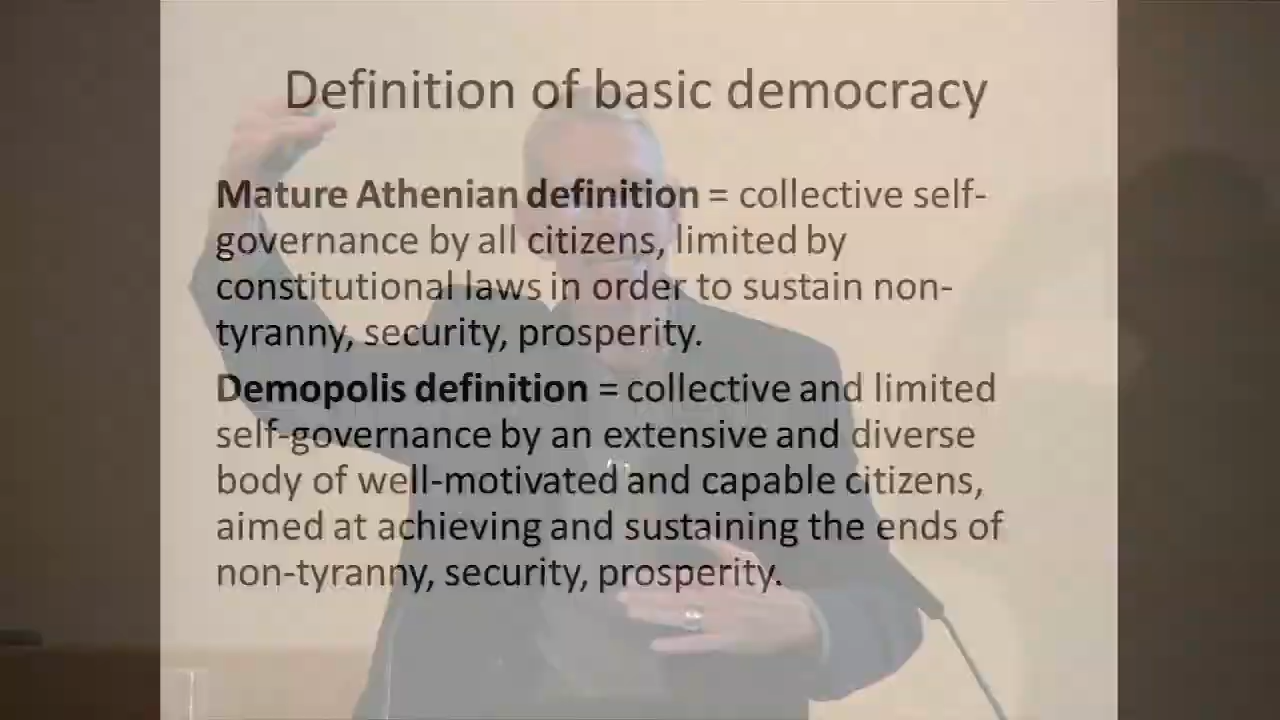 Definition of basic democracy
Mature Athenian definition = collective self-
governance by all citizens, limited by
constitutional laws in order to sustain non-
tyranny, security, prosperity.
Demopolis definition = collective and limited
self-governance by an extensive and diverse
body of well-motivated and capable citizens,
aimed at achieving and sustaining the ends of
non-tyranny, security, prosperity.